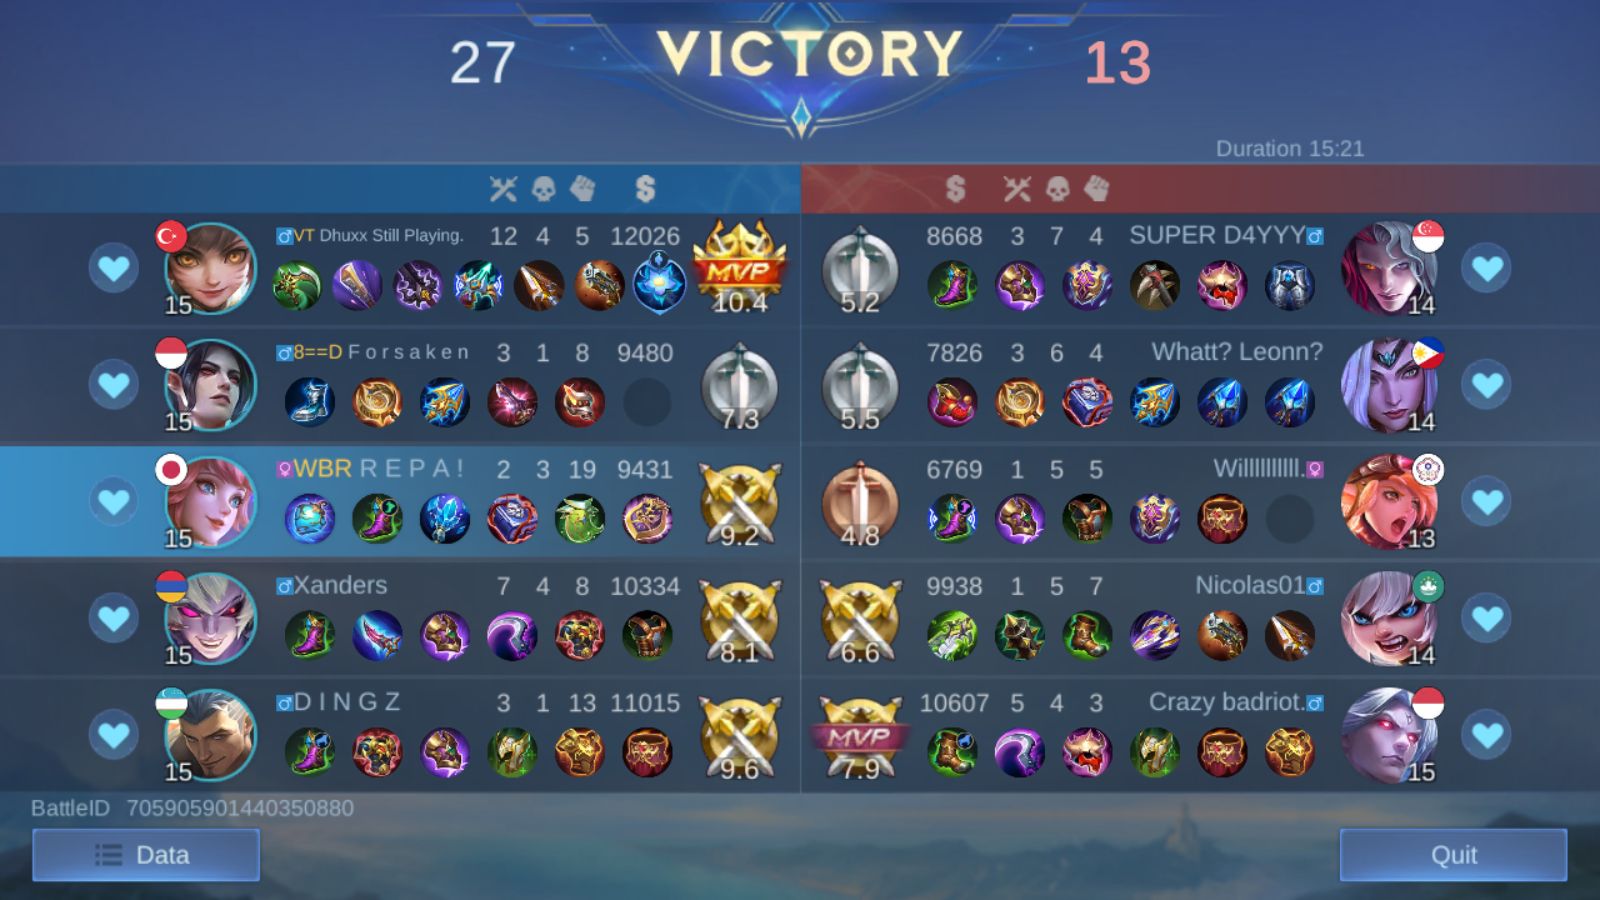 27 VICTORY 13
Duration 15:21
VT Dhuxx Still Playing. 12 4 5 12026 MVP 10.4 15
5.2 8668 3 7 4 SUPER D4YYY 14
8==D F o r s a k e n 3 1 8 9480 7.3 15
5.5 7826 3 6 4 Whatt? Leonn? 14
WBR R E P A ! 2 3 19 9431 9.2 15
4.8 6769 1 5 5 Willlllllllll. 13
Xanders 7 4 8 10334 8.1 15
6.6 9938 1 5 7 Nicolas01 14
D I N G Z 3 1 13 11015 9.6 15
MVP 7.9 10607 5 4 3 Crazy badriot. 15
BattleID 705905901440350880
Data
Quit